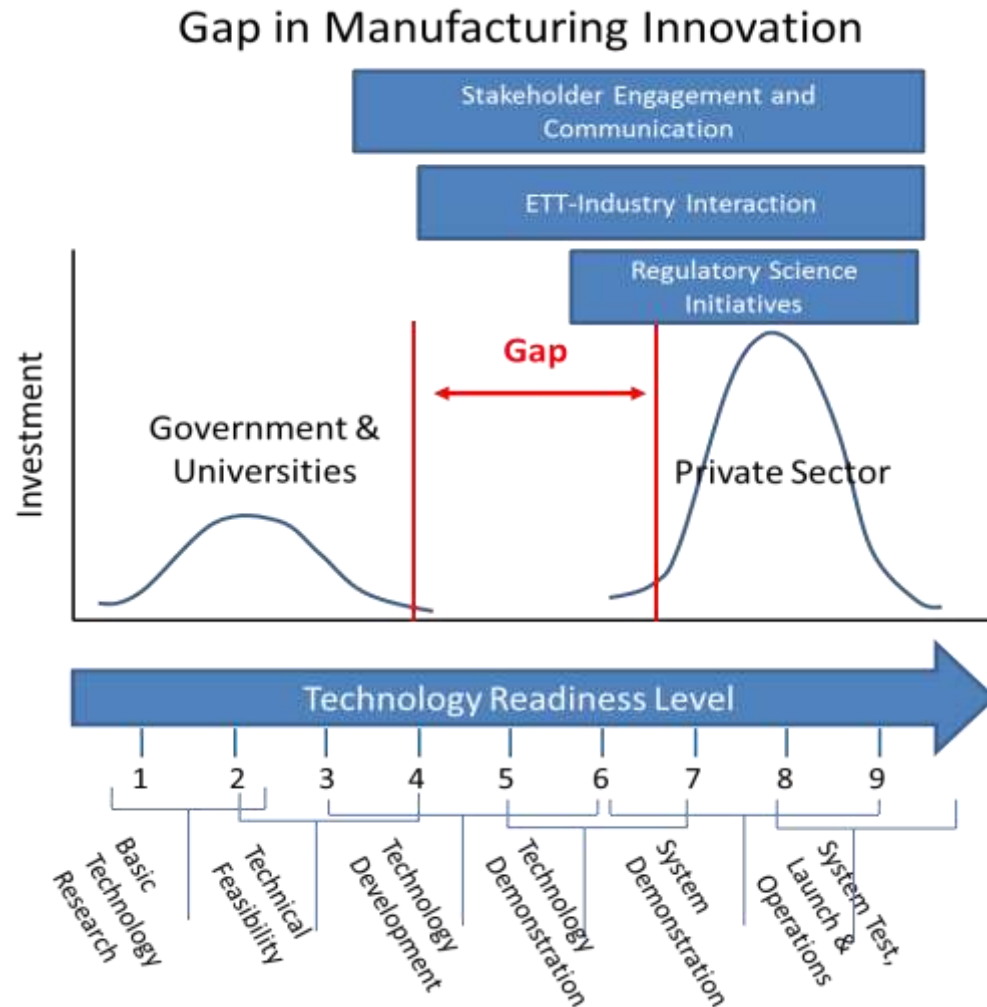 Gap in Manufacturing Innovation
Stakeholder Engagement and
Communication
ETT-Industry Interaction
Regulatory Science
Initiatives
Gap
Government &
Universities
Private Sector
Investment
Technology Readiness Level
1 2 3 4 5 6 7 8 9
Basic
Technology
Research
Technical
Feasibility
Technology
Development
Technology
Demonstration
System
Demonstration
System Test,
Launch &
Operations